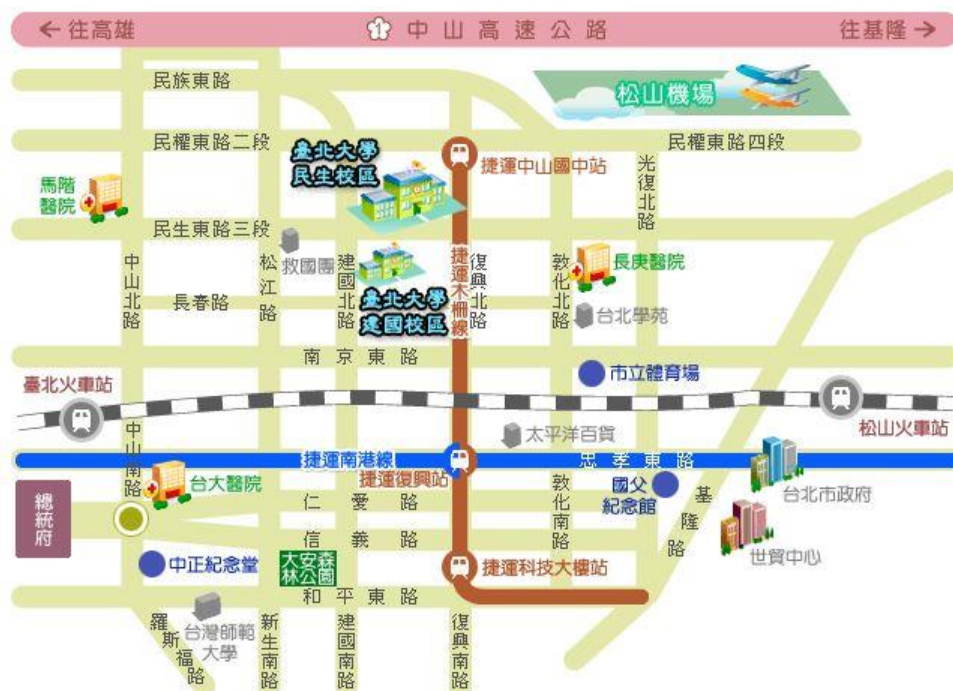 ←往高雄
1 中山高速公路
往基隆→
民族東路
松山機場
民權東路二段
民權東路四段
臺北大學
民生校區
捷運中山國中站
光復北路
馬階
醫院
民生東路三段
救國團
中山北路
松江路
建國北路
捷運木柵線
復興北路
敦化北路
長庚醫院
長春路
臺北大學
建國校區
台北學苑
南京東路
市立體育場
臺北火車站
松山火車站
太平洋百貨
中山南路
捷運南港線
忠孝東路
捷運復興站
台大醫院
總統府
仁愛路
敦化南路
國父
紀念館
基隆路
台北市政府
信義路
世貿中心
中正紀念堂
大安森
林公園
捷運科技大樓站
和平東路
羅斯福路
台灣師範
大學
新生南路
建國南路
復興南路